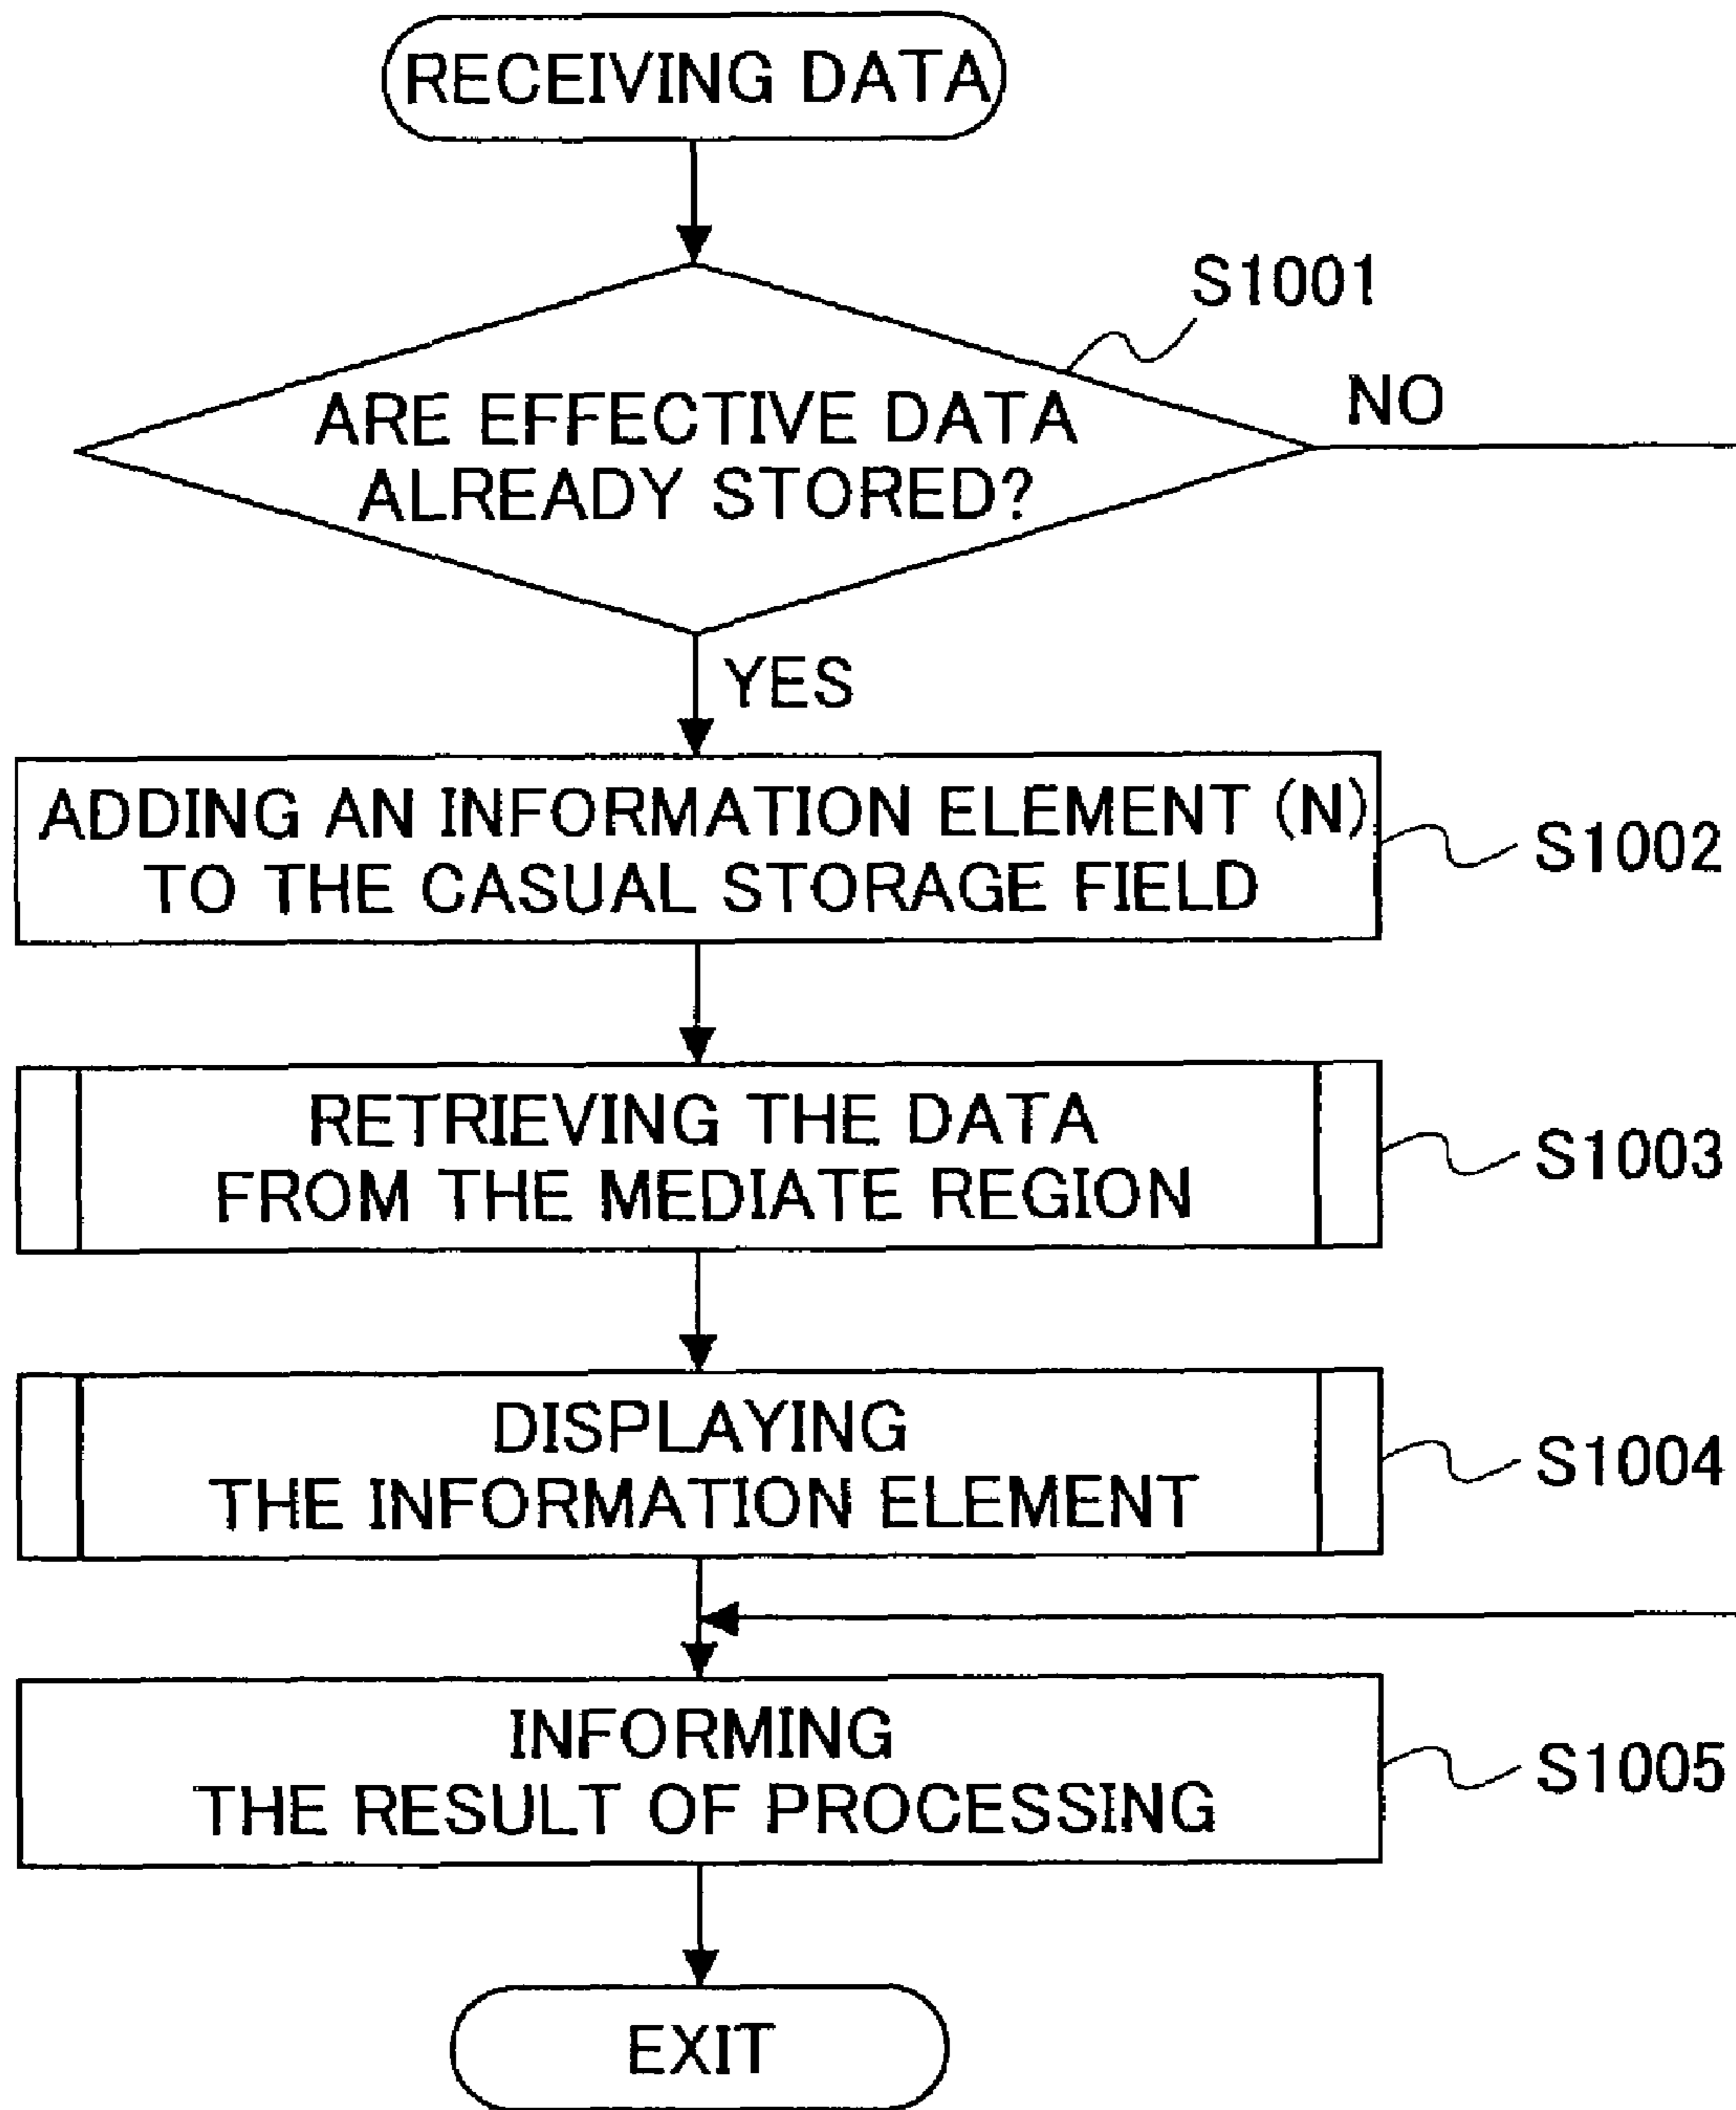 RECEIVING DATA
S1001
ARE EFFECTIVE DATA
ALREADY STORED?
NO
YES
ADDING AN INFORMATION ELEMENT (N)
TO THE CASUAL STORAGE FIELD
S1002
RETRIEVING THE DATA
FROM THE MEDIATE REGION
S1003
DISPLAYING
THE INFORMATION ELEMENT
S1004
INFORMING
THE RESULT OF PROCESSING
S1005
EXIT